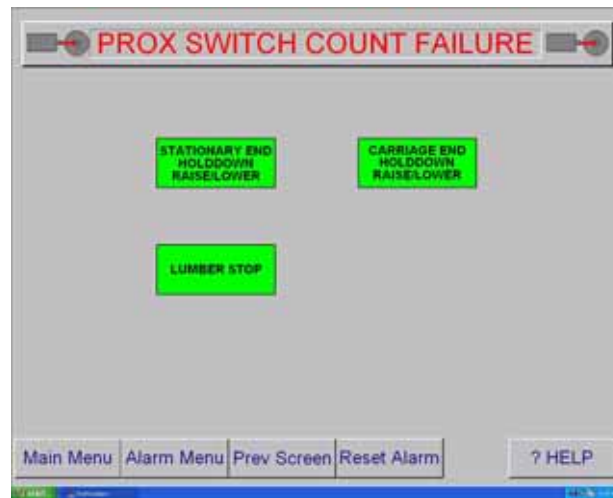 PROX SWITCH COUNT FAILURE
STATIONARY END
HOLDDOWN
RAISE/LOWER
CARRIAGE END
HOLDDOWN
RAISE/LOWER
LUMBER STOP
Main Menu
Alarm Menu
Prev Screen
Reset Alarm
? HELP